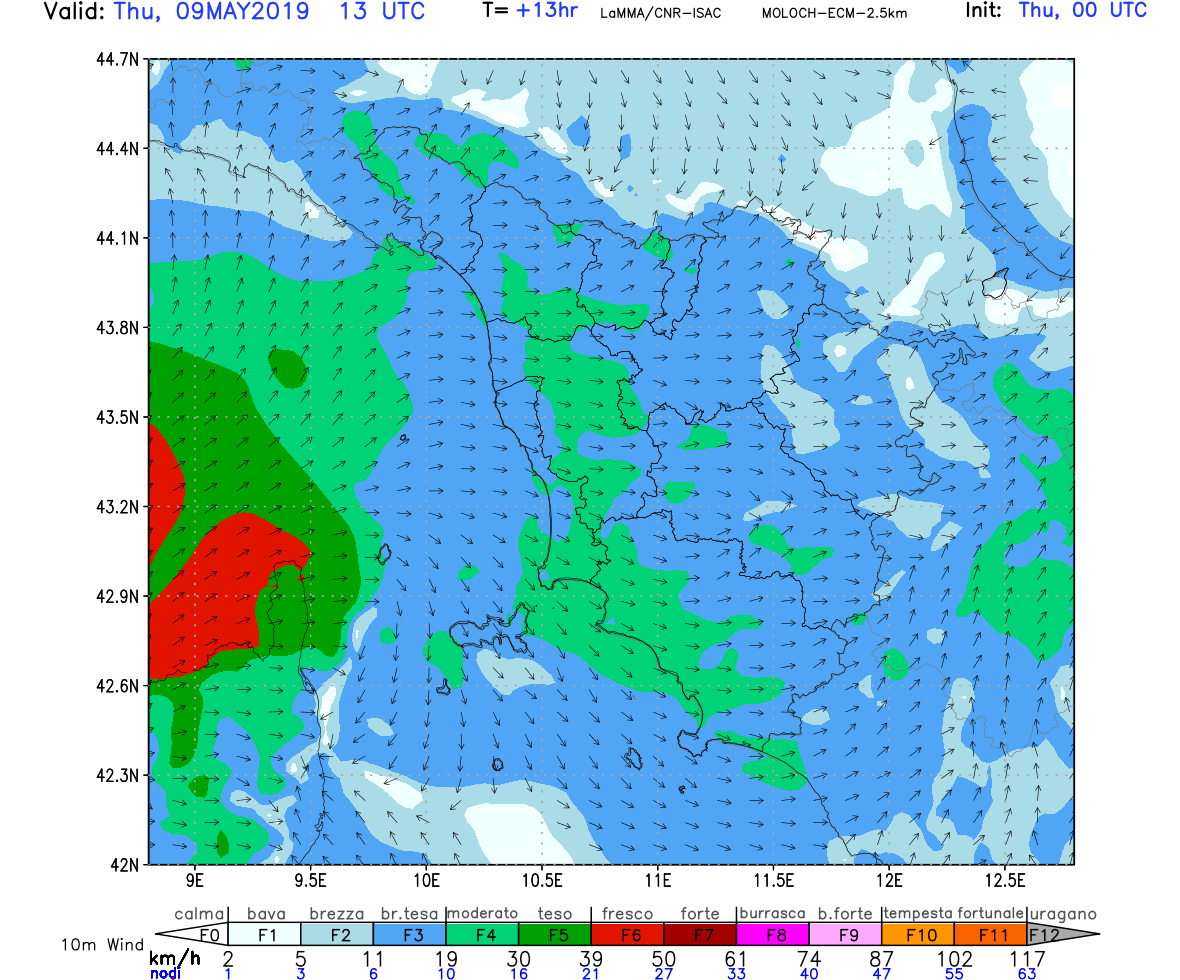 Valid: Thu, 09MAY2019 13 UTC T= +13hr LaMMA/CNR-ISAC MOLOCH-ECM-2.5km Init: Thu, 00 UTC
44.7N
44.4N
44.1N
43.8N
43.5N
43.2N
42.9N
42.6N
42.3N
42N
9E 9.5E 10E 10.5E 11E 11.5E 12E 12.5E
calma bava brezza br.tesa moderato teso fresco forte burrasca b.forte tempesta fortunale uragano
F0 F1 F2 F3 F4 F5 F6 F7 F8 F9 F10 F11 F12
10m Wind
km/h 2 5 11 19 30 39 50 61 74 87 102 117
nodi 1 3 6 10 16 21 27 33 40 47 55 63